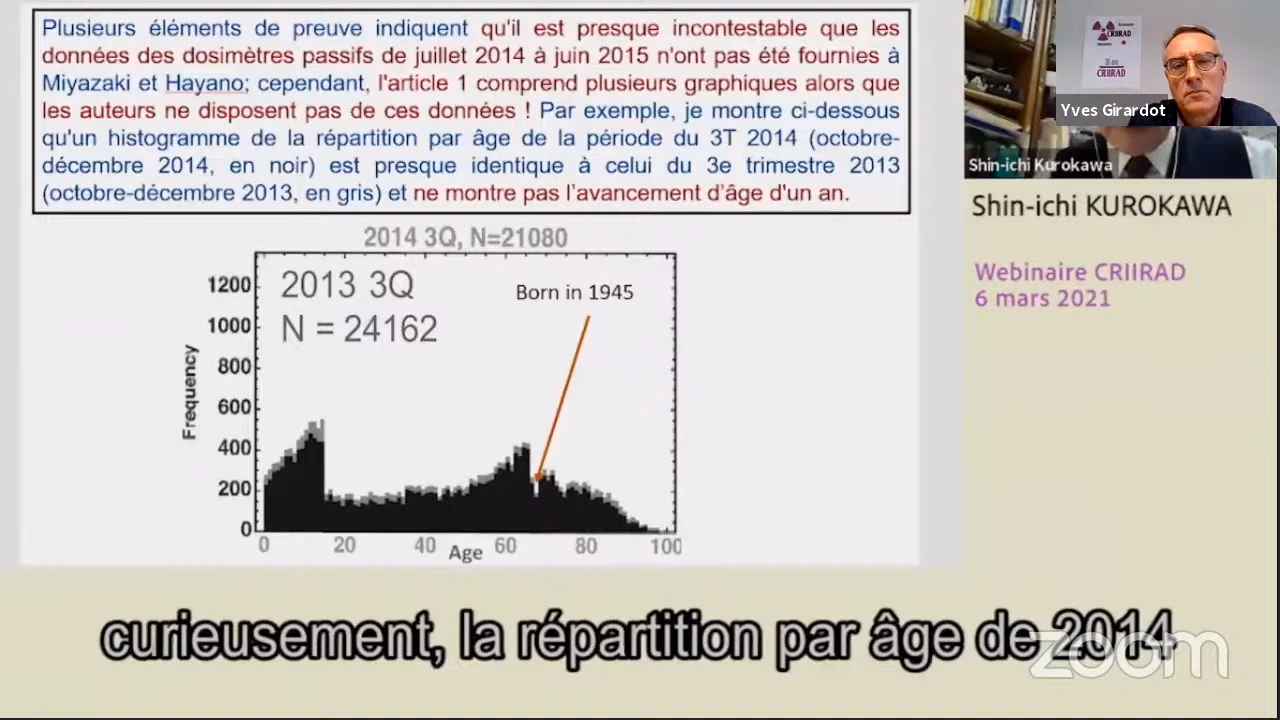 Plusieurs éléments de preuve indiquent qu'il est presque incontestable que les
données des dosimètres passifs de juillet 2014 à juin 2015 n'ont pas été fournies à
Miyazaki et Hayano; cependant, l'article 1 comprend plusieurs graphiques alors que
les auteurs ne disposent pas de ces données ! Par exemple, je montre ci-dessous
qu'un histogramme de la répartition par âge de la période du 3T 2014 (octobre-
décembre 2014, en noir) est presque identique à celui du 3e trimestre 2013
(octobre-décembre 2013, en gris) et ne montre pas l'avancement d'âge d'un an.
2014 3Q, N=21080
2013 3Q
N = 24162
Born in 1945
Frequency
1200
1000
800
600
400
200
0
0 20 40 60 80 100
Age
CRIIRAD
CRIIRAD
Yves Girardot
Shin-ichi Kurokawa
Shin-ichi KUROKAWA
Webinaire CRIIRAD
6 mars 2021
curieusement, la répartition par âge de 2014
zoom